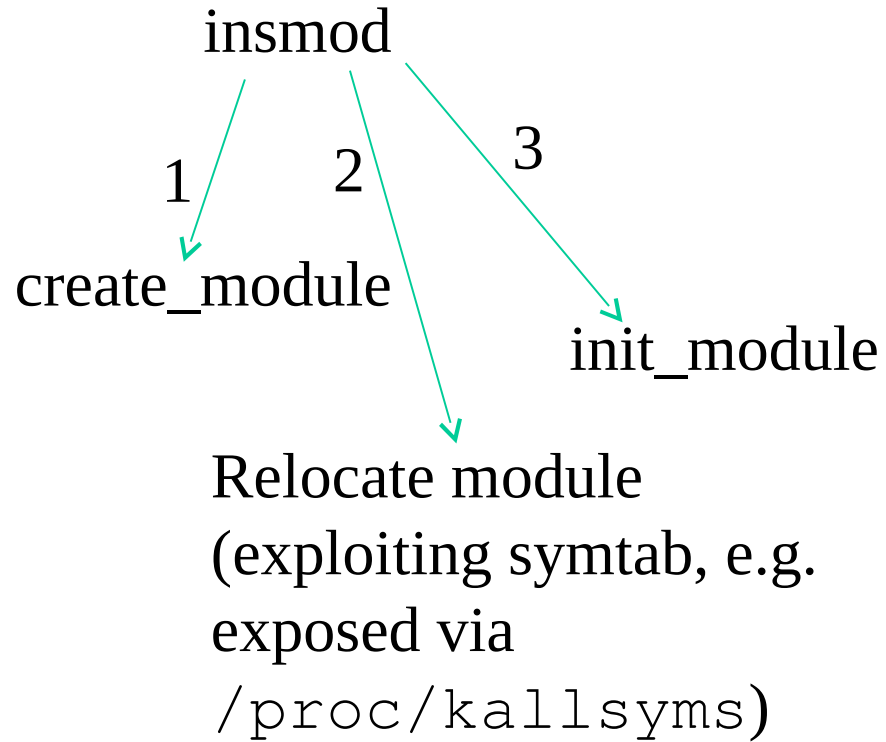 insmod
1
2
3
create_module
init_module
Relocate module
(exploiting symtab, e.g.
exposed via
/proc/kallsyms)